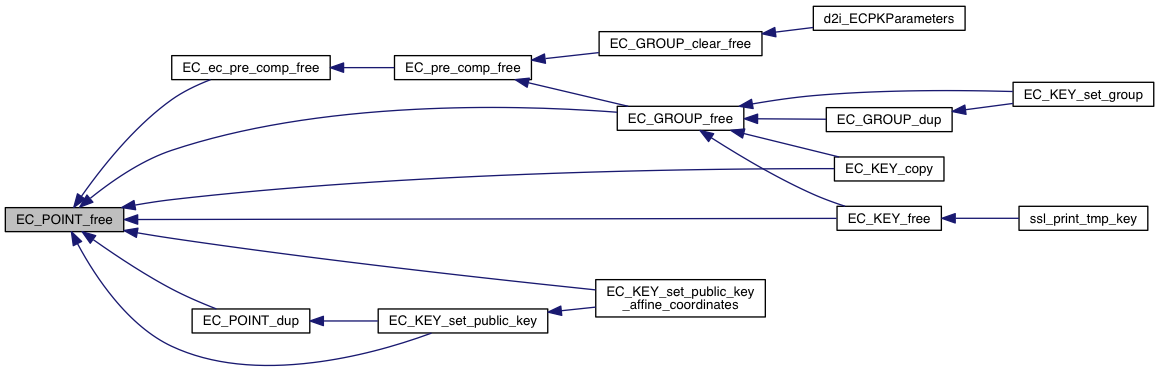 d2i_ECPKParameters
EC_GROUP_clear_free
EC_ec_pre_comp_free
EC_pre_comp_free
EC_KEY_set_group
EC_GROUP_free
EC_GROUP_dup
EC_KEY_copy
EC_POINT_free
EC_KEY_free
ssl_print_tmp_key
EC_KEY_set_public_key
_affine_coordinates
EC_POINT_dup
EC_KEY_set_public_key